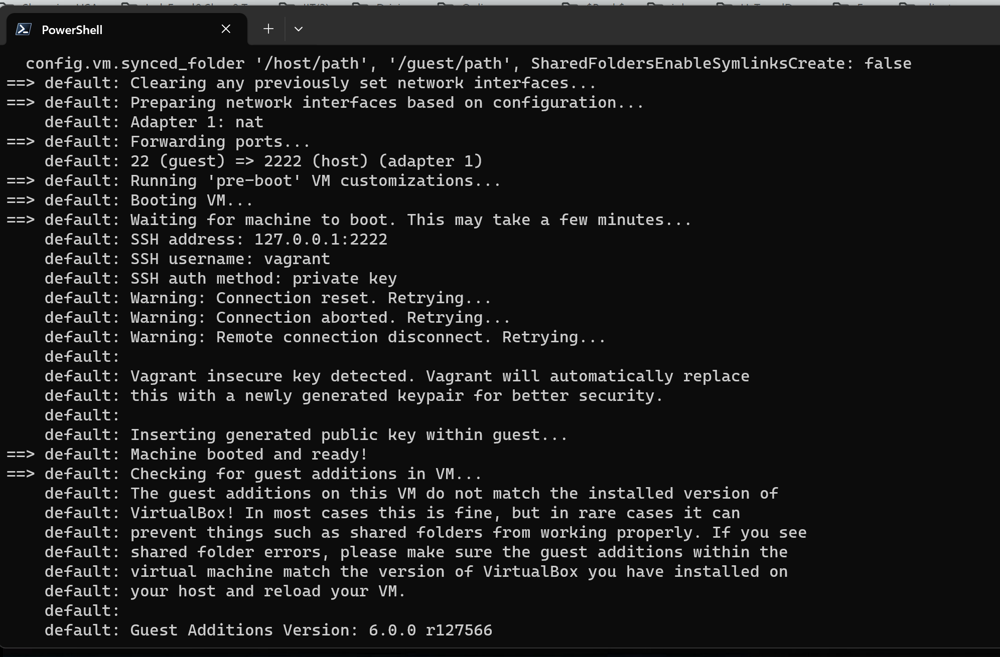 PowerShell
config.vm.synced_folder '/host/path', '/guest/path', SharedFoldersEnableSymlinksCreate: false
==> default: Clearing any previously set network interfaces...
==> default: Preparing network interfaces based on configuration...
default: Adapter 1: nat
==> default: Forwarding ports...
default: 22 (guest) => 2222 (host) (adapter 1)
==> default: Running 'pre-boot' VM customizations...
==> default: Booting VM...
==> default: Waiting for machine to boot. This may take a few minutes...
default: SSH address: 127.0.0.1:2222
default: SSH username: vagrant
default: SSH auth method: private key
default: Warning: Connection reset. Retrying...
default: Warning: Connection aborted. Retrying...
default: Warning: Remote connection disconnect. Retrying...
default:
default: Vagrant insecure key detected. Vagrant will automatically replace
default: this with a newly generated keypair for better security.
default:
default: Inserting generated public key within guest...
==> default: Machine booted and ready!
==> default: Checking for guest additions in VM...
default: The guest additions on this VM do not match the installed version of
default: VirtualBox! In most cases this is fine, but in rare cases it can
default: prevent things such as shared folders from working properly. If you see
default: shared folder errors, please make sure the guest additions within the
default: virtual machine match the version of VirtualBox you have installed on
default: your host and reload your VM.
default:
default: Guest Additions Version: 6.0.0 r127566